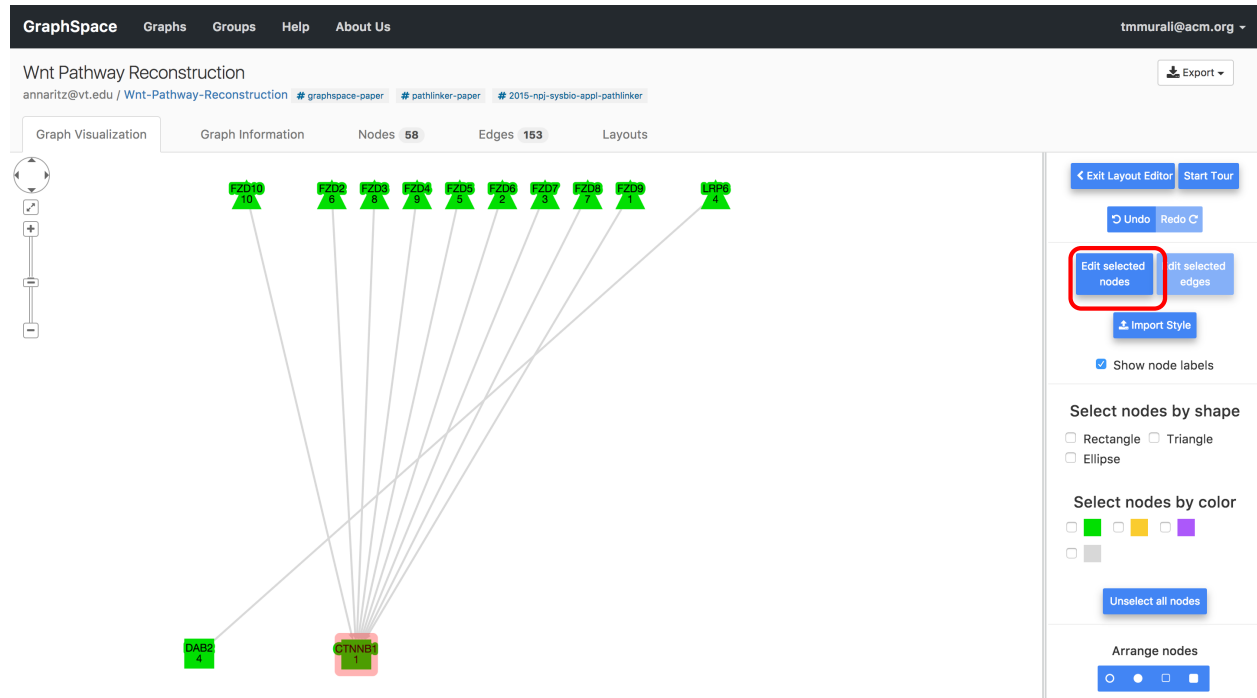 GraphSpace Graphs Groups Help About Us tmmurali@acm.org
Wnt Pathway Reconstruction Export
annaritz@vt.edu / Wnt-Pathway-Reconstruction # graphspace-paper # pathlinker-paper # 2015-npj-sysbio-appl-pathlinker
Graph Visualization Graph Information Nodes 58 Edges 153 Layouts
FZD10 FZD2 FZD3 FZD4 FZD5 FZD6 FZD7 FZD8 FZD9 LRP6
10 6 8 9 5 2 3 7 1 4
DAB2 CTNNB1
4 1
Exit Layout Editor Start Tour
Undo Redo
Edit selected nodes
Edit selected edges
Import Style
Show node labels
Select nodes by shape
Rectangle Triangle
Ellipse
Select nodes by color
Unselect all nodes
Arrange nodes